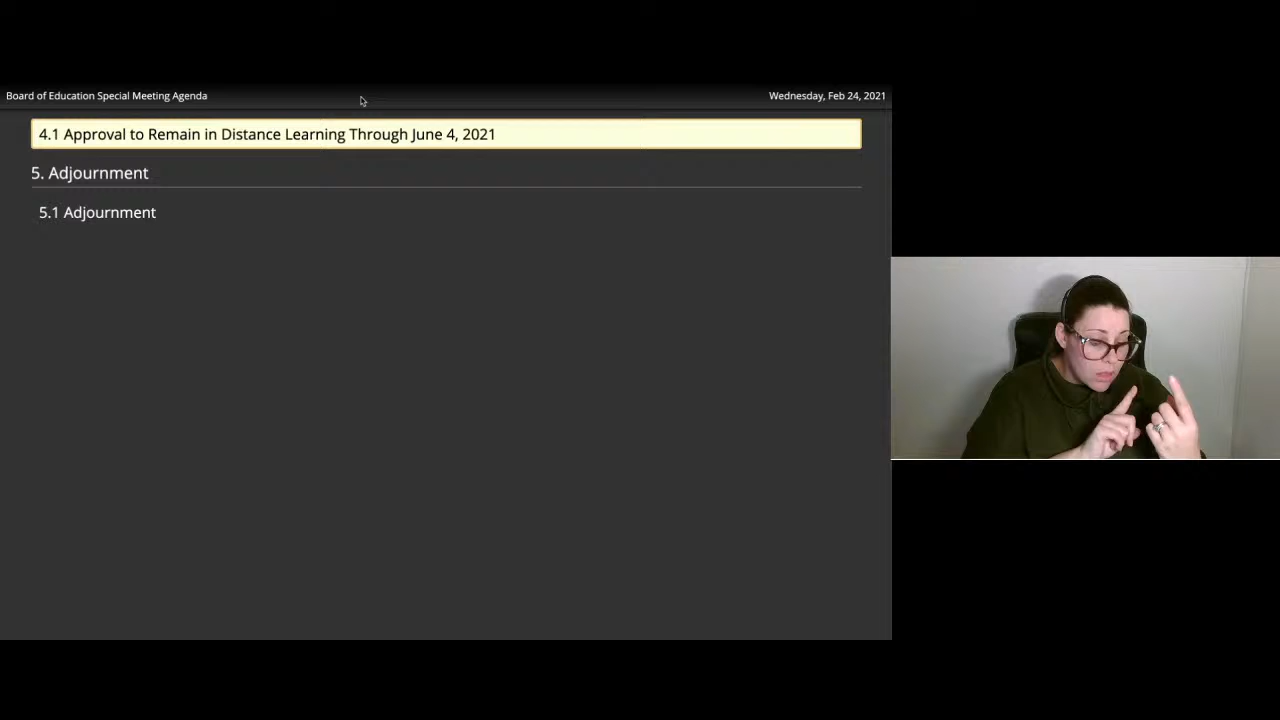 Board of Education Special Meeting Agenda
Wednesday, Feb 24, 2021
4.1 Approval to Remain in Distance Learning Through June 4, 2021
5. Adjournment
5.1 Adjournment